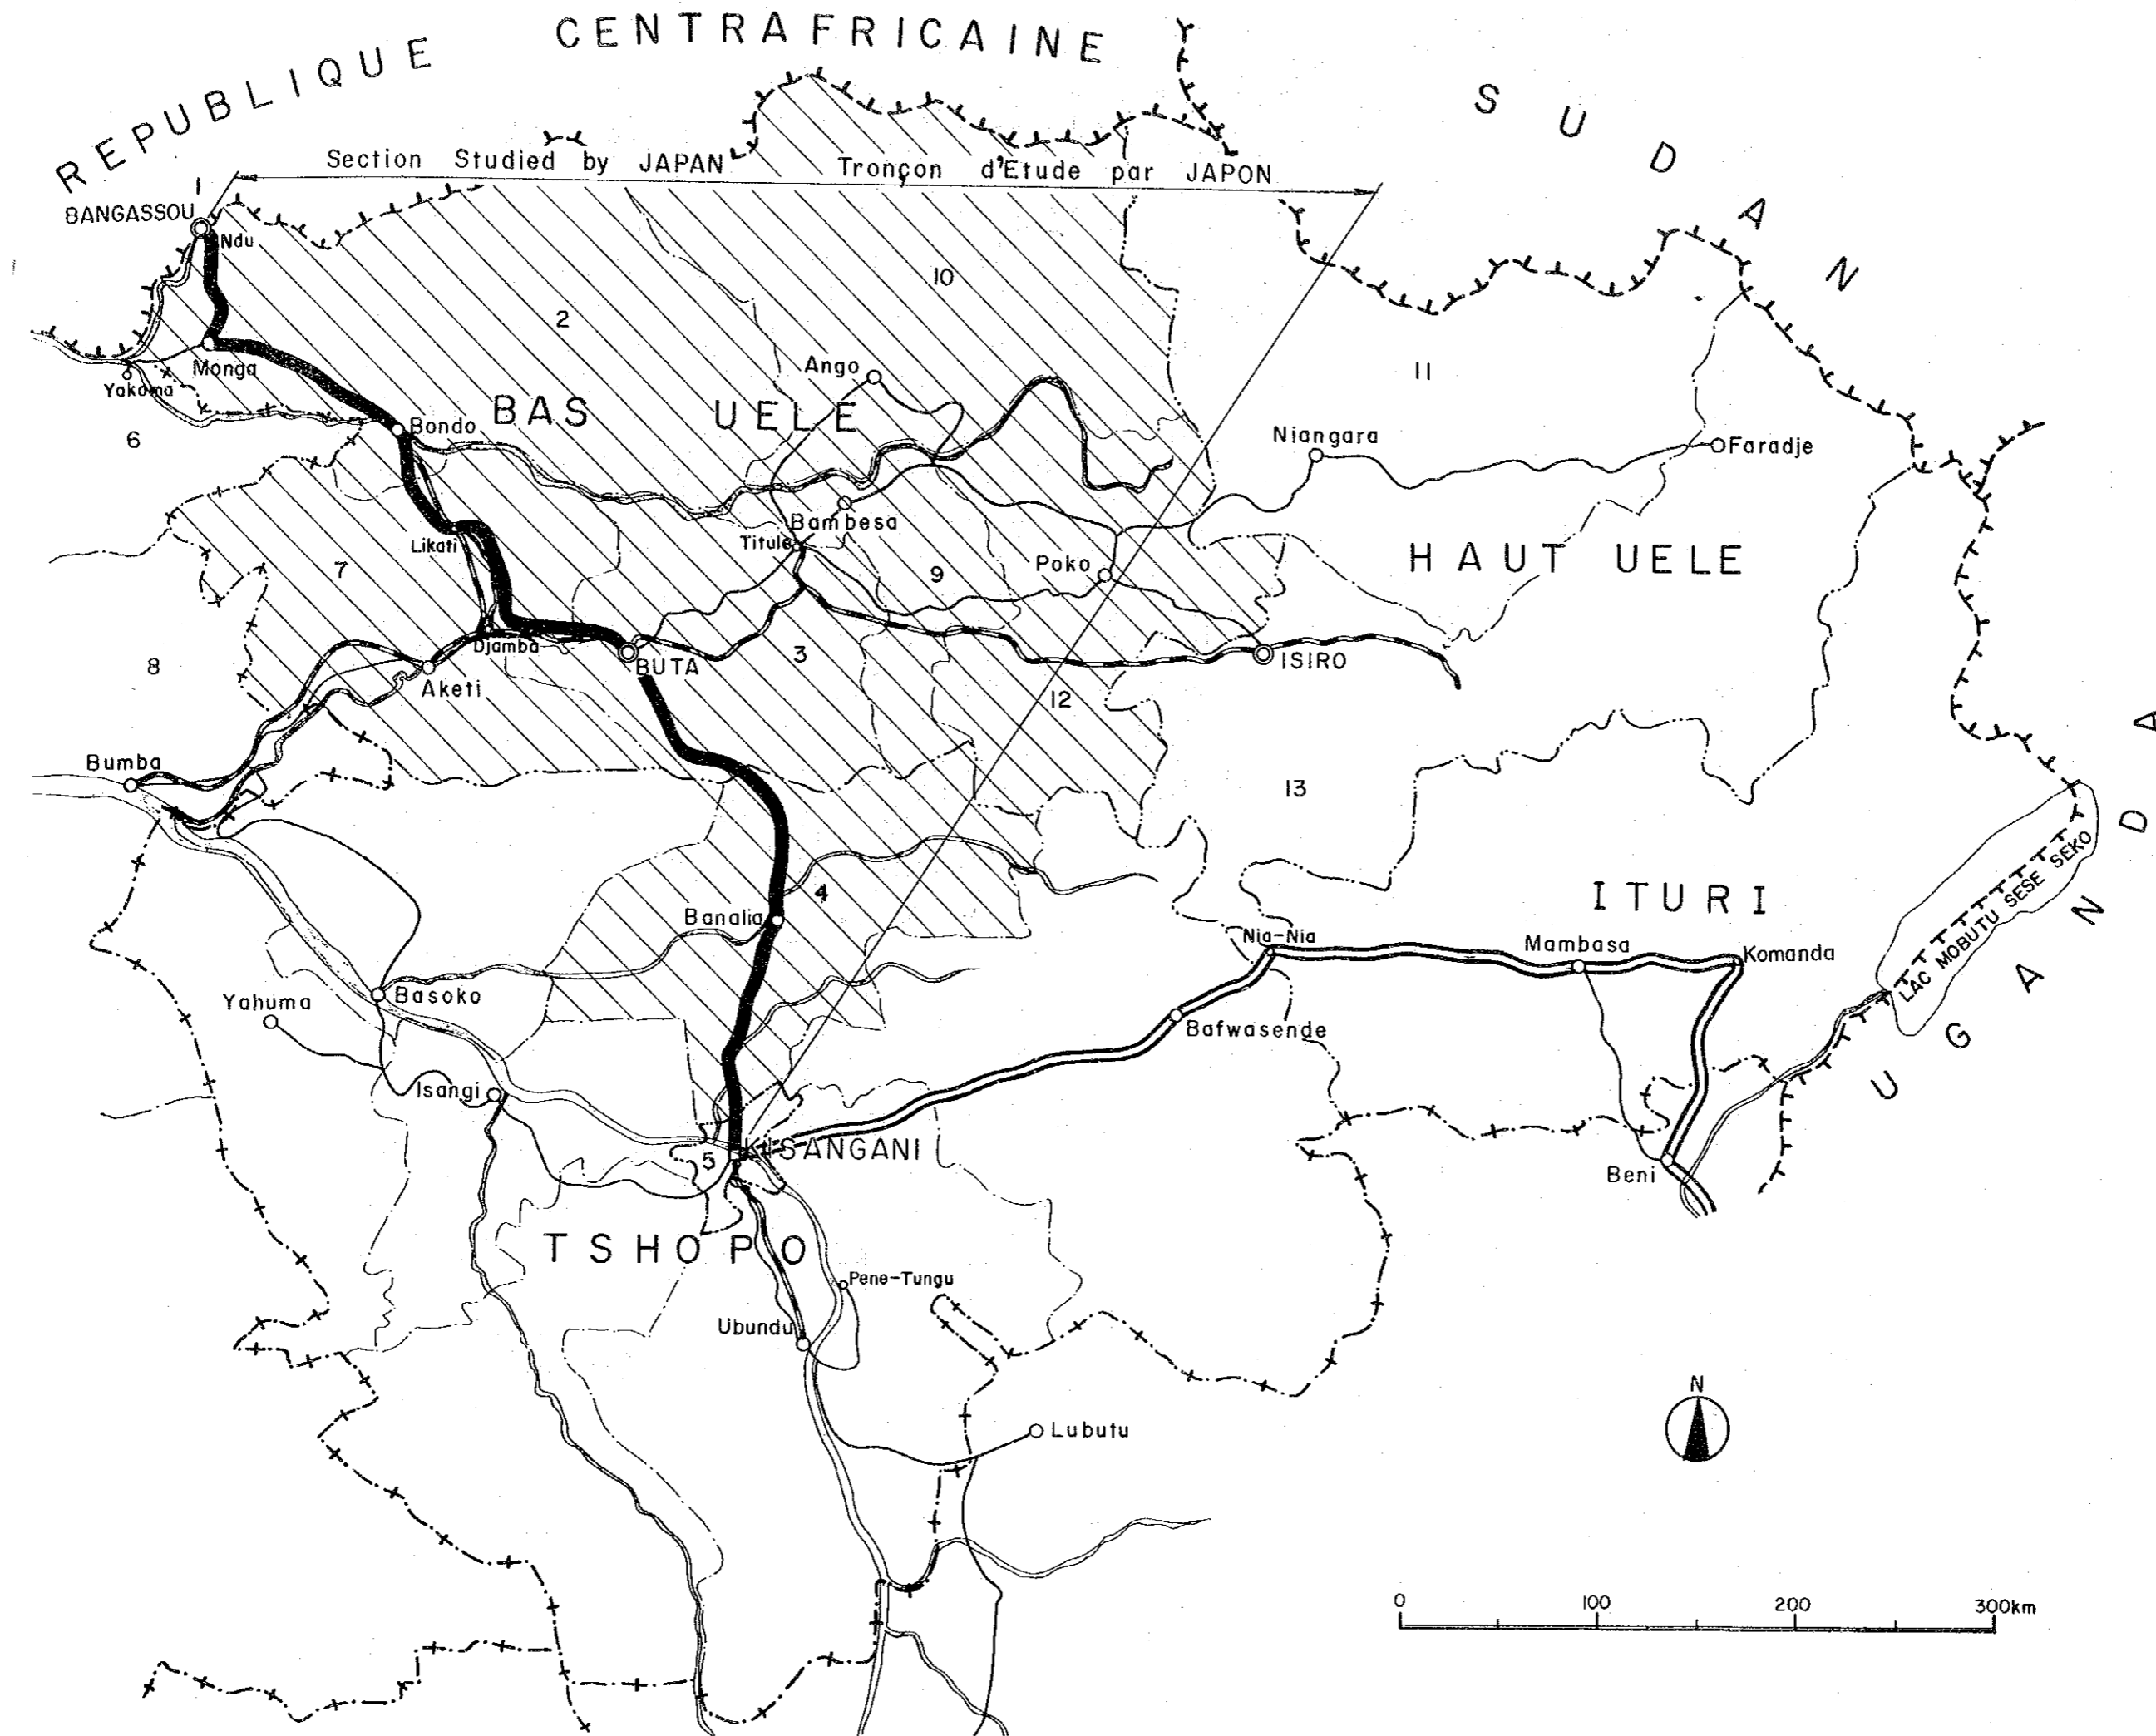 REPUBLIQUE CENTRAFRICAINE
SUDAN
Section Studied by JAPAN Tronçon d'Etude par JAPON
1
BANGASSOU
Ndu
10
2
11
Ango
Monga
Yakoma
BAS UELE
Bondo
6
Niangara
Faradje
Bambesa
Titule
Likati
HAUT UELE
7
9
Poko
Djamba
3
8
BUTA
ISIRO
Aketi
12
Bumba
13
UGANDA
LAC MOBUTU SESE SEKO
4
ITURI
Banalia
Nia-Nia
Mambasa
Komanda
Basoko
Yahuma
Bafwasende
Isangi
KISANGANI
5
Beni
TSHOPO
Pene-Tungu
Ubundu
N
Lubutu
0 100 200 300km